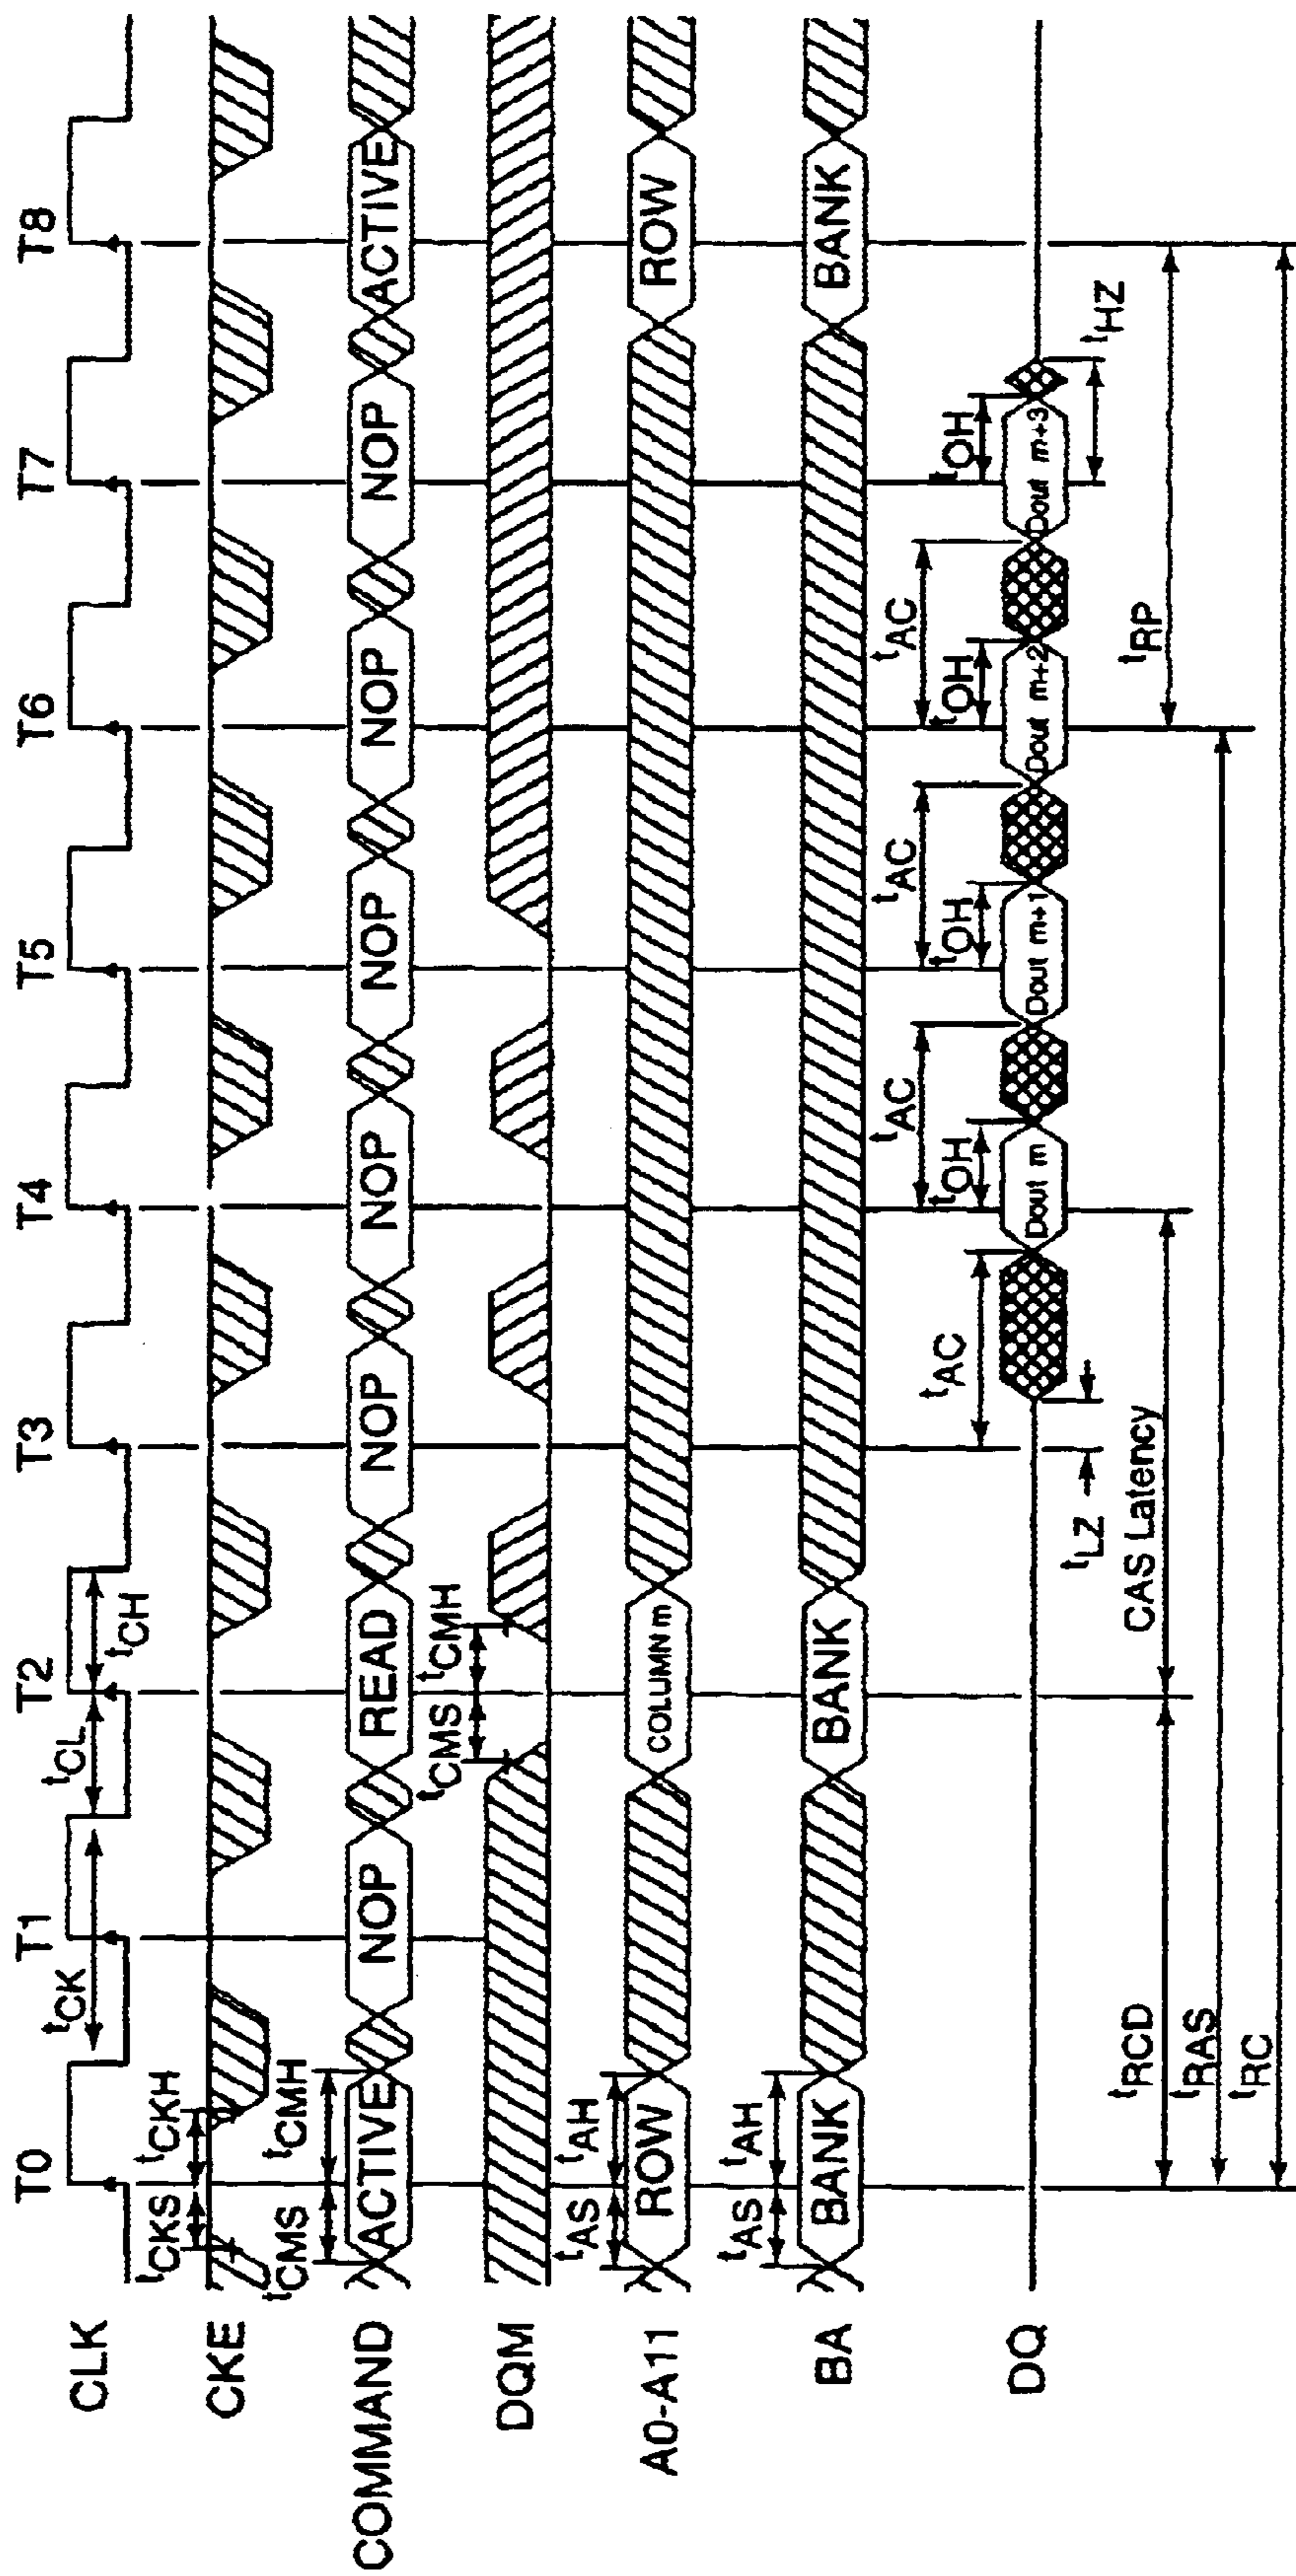 T0 T1 T2 T3 T4 T5 T6 T7 T8
CLK tCK tCL tCH
tCKS tCKH
CKE
tCMS tCMH
COMMAND ACTIVE NOP READ NOP NOP NOP NOP NOP ACTIVE
tCMS tCMH
DQM
tAS tAH
A0-A11 ROW COLUMN m ROW
tAS tAH
BA BANK BANK BANK
tAC tOH tAC tOH tAC tOH tAC tOH
DQ Dout m Dout m+1 Dout m+2 Dout m+3
tLZ tHZ
tRCD CAS Latency tRP
tRAS
tRC